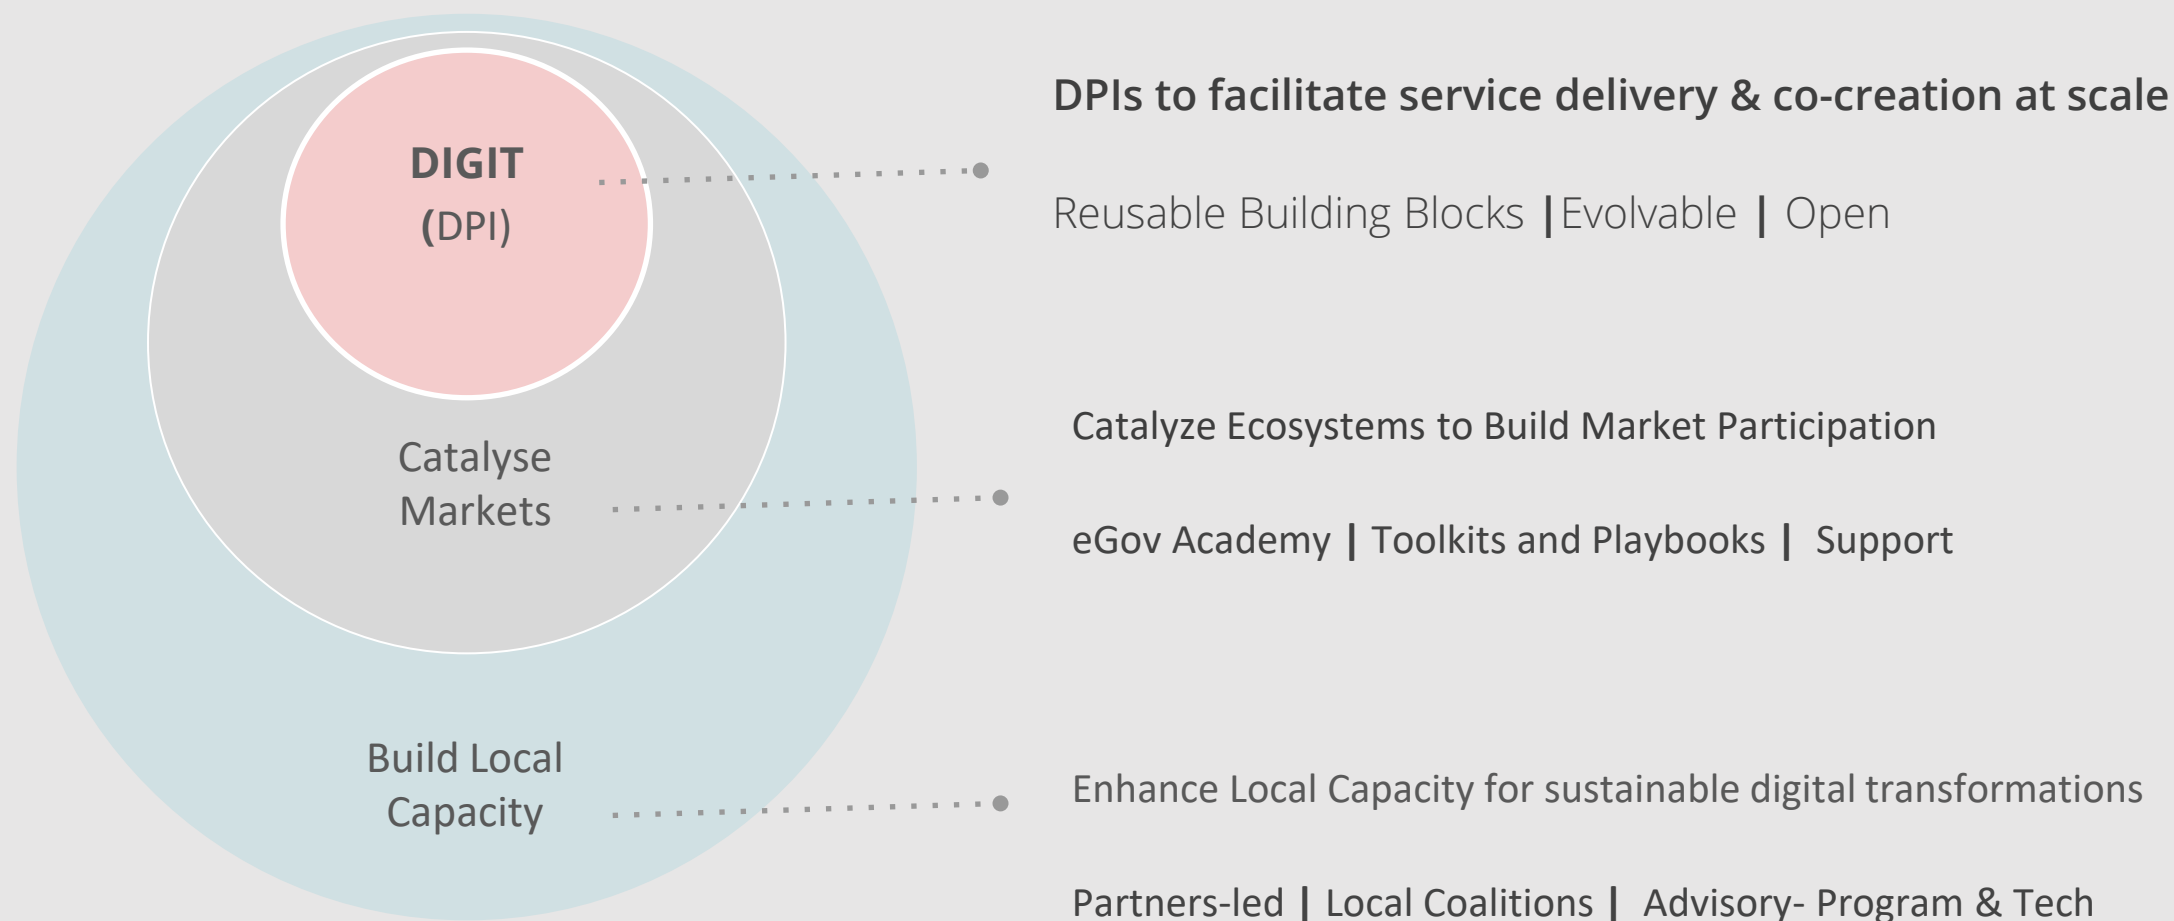 DIGIT
(DPI)
DPIs to facilitate service delivery & co-creation at scale
Reusable Building Blocks |Evolvable | Open
Catalyse
Markets
Catalyze Ecosystems to Build Market Participation
eGov Academy | Toolkits and Playbooks | Support
Build Local
Capacity
Enhance Local Capacity for sustainable digital transformations
Partners-led | Local Coalitions | Advisory- Program & Tech